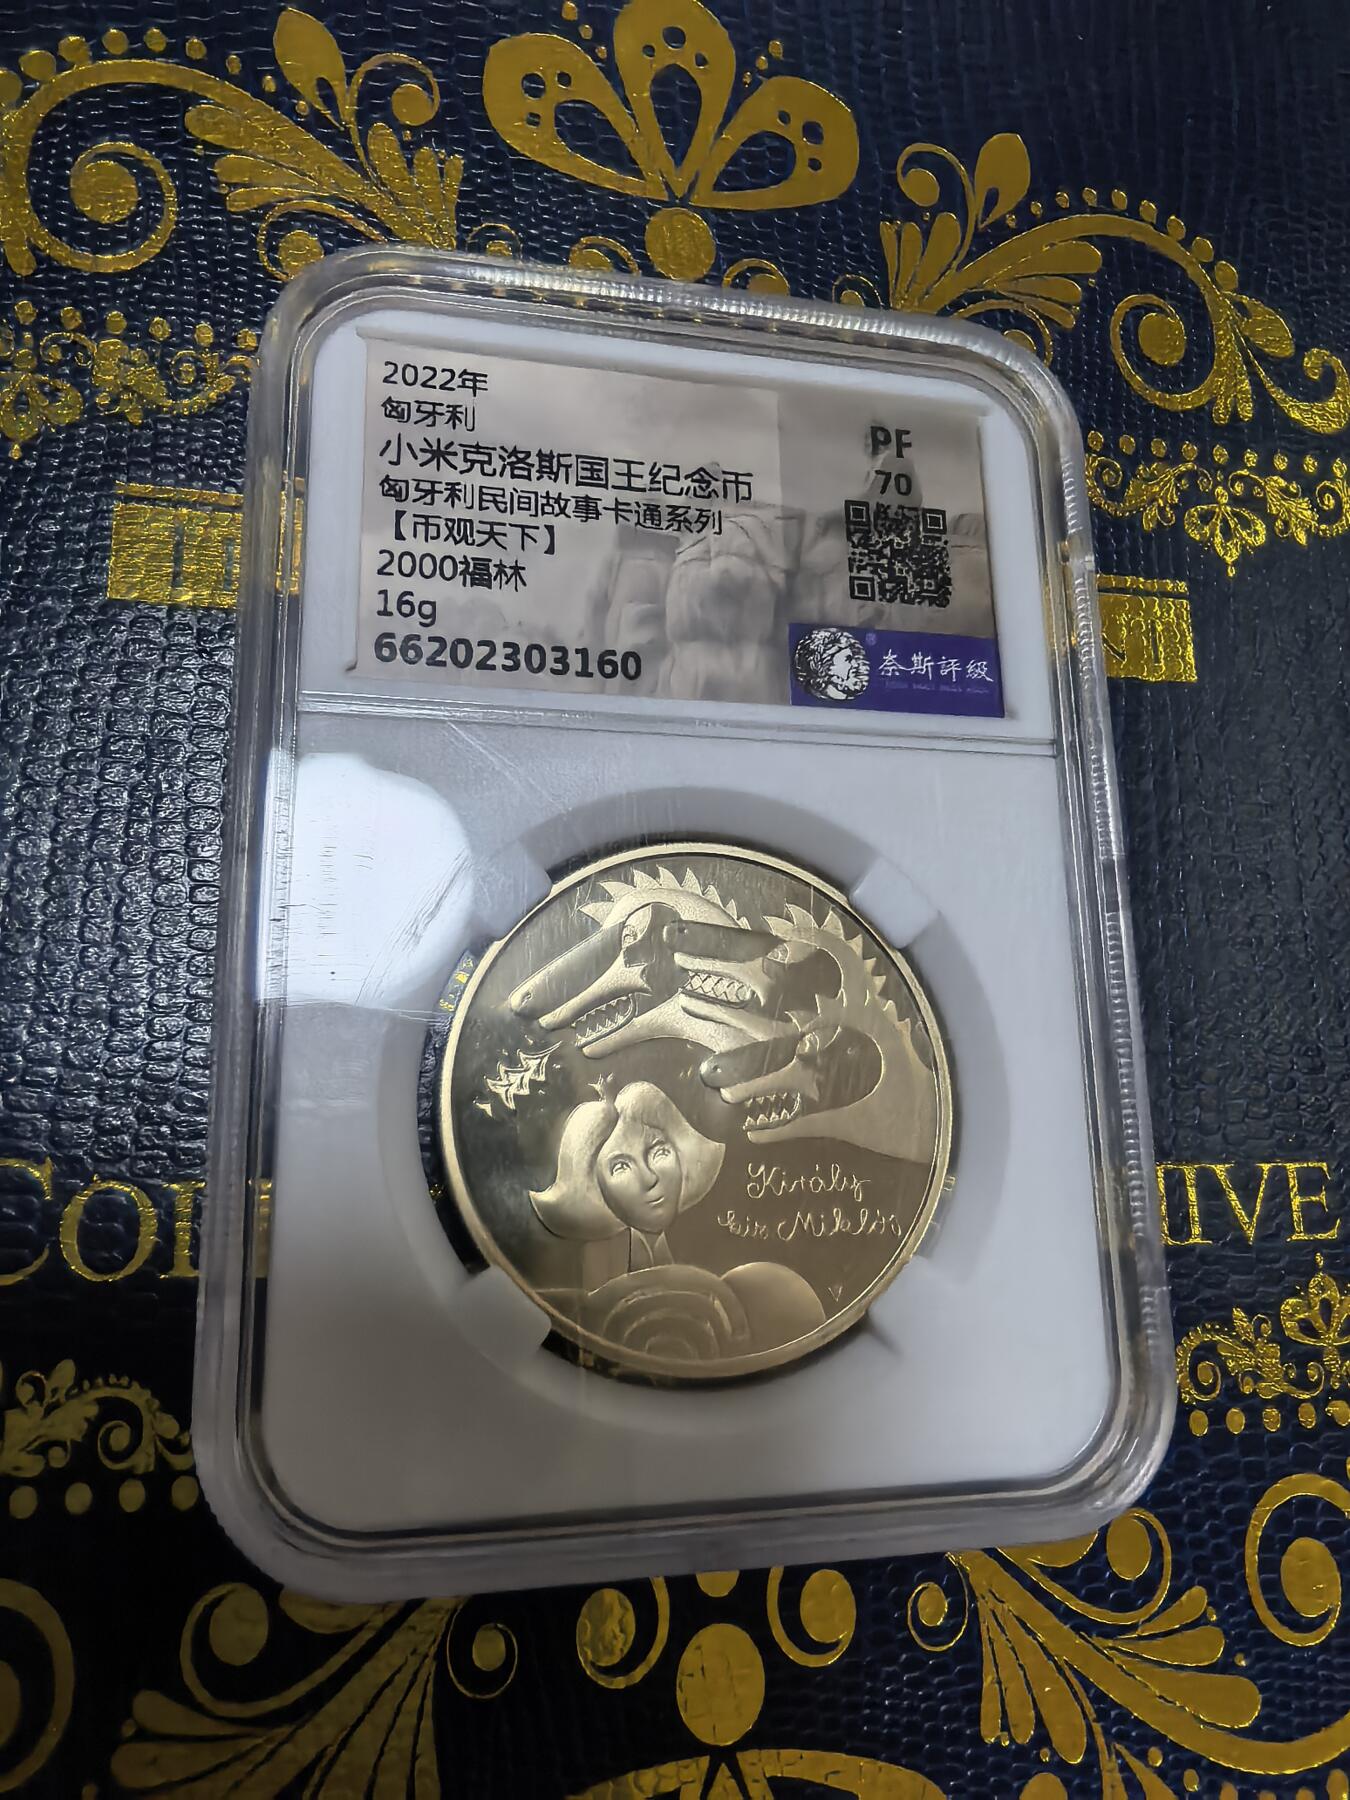 2022年
匈牙利
小米克洛斯国王纪念币
匈牙利民间故事卡通系列
【币观天下】
2000福林
16g
66202303160
PF
70
®
奈斯評級
Király
kis Miklós